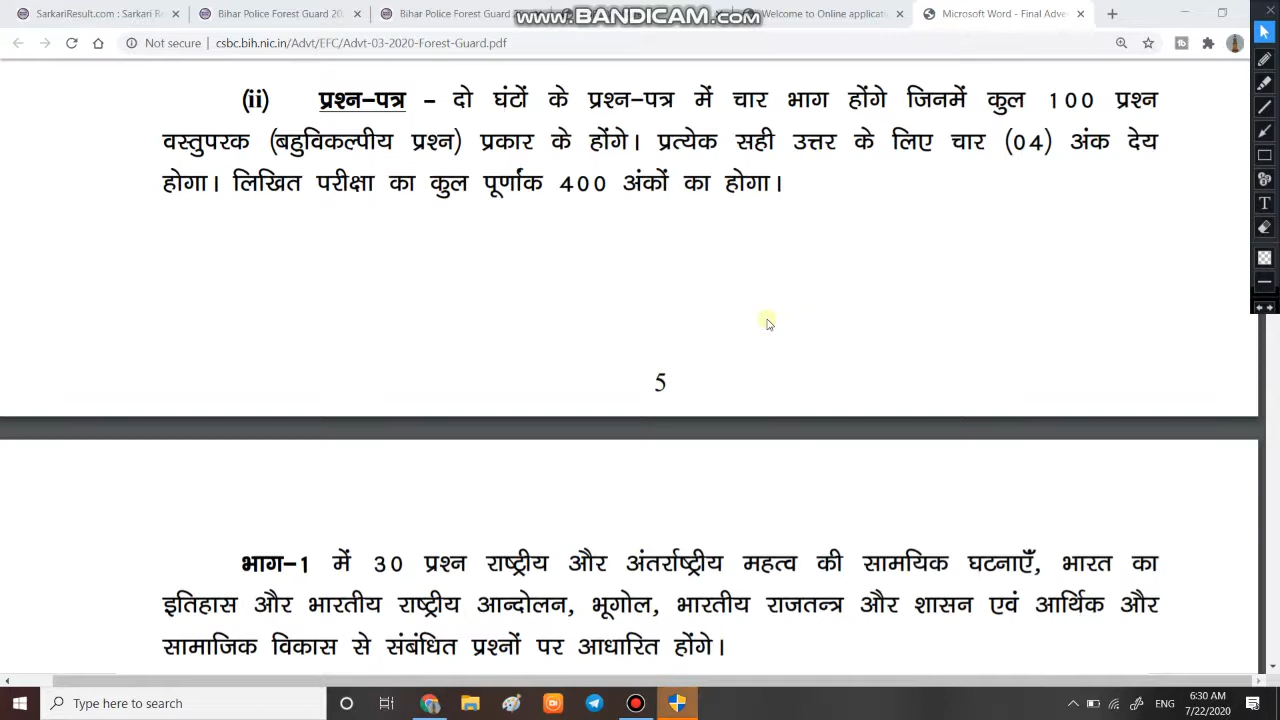 SarkariResult.com : Sarkari Re
Bihar Police Forest Guard 20
Bihar Police Forest Guard
www.BANDICAM.com
Welcome to Online applicati
Microsoft Word - Final Adve
Not secure | csbc.bih.nic.in/Advt/EFC/Advt-03-2020-Forest-Guard.pdf
(ii) प्रश्न-पत्र - दो घंटों के प्रश्न-पत्र में चार भाग होंगे जिनमें कुल 100 प्रश्न
वस्तुपरक (बहुविकल्पीय प्रश्न) प्रकार के होंगे। प्रत्येक सही उत्तर के लिए चार (04) अंक देय
होगा। लिखित परीक्षा का कुल पूर्णांक 400 अंकों का होगा।
5
भाग-1 में 30 प्रश्न राष्ट्रीय और अंतर्राष्ट्रीय महत्व की सामयिक घटनाएँ, भारत का
इतिहास और भारतीय राष्ट्रीय आन्दोलन, भूगोल, भारतीय राजतन्त्र और शासन एवं आर्थिक और
सामाजिक विकास से संबंधित प्रश्नों पर आधारित होंगे।
Type here to search
ENG
6:30 AM
7/22/2020